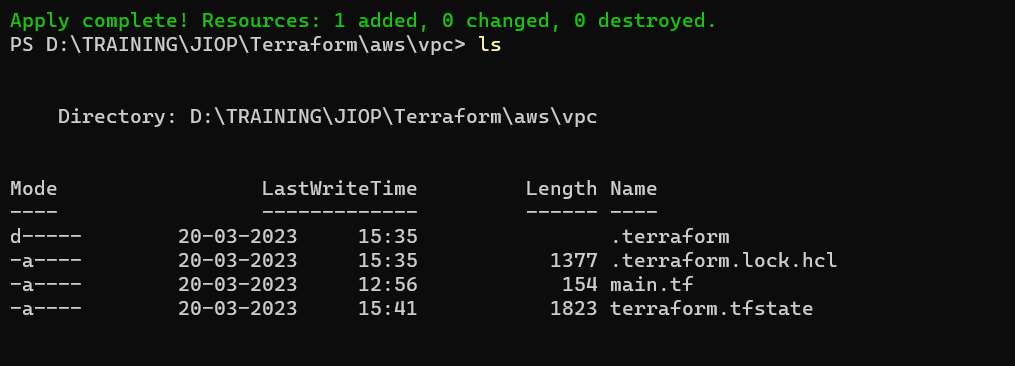 Apply complete! Resources: 1 added, 0 changed, 0 destroyed.
PS D:\TRAINING\JIOP\Terraform\aws\vpc> ls
    Directory: D:\TRAINING\JIOP\Terraform\aws\vpc
Mode                 LastWriteTime         Length Name
----                 -------------         ------ ----
d-----        20-03-2023     15:35                .terraform
-a----        20-03-2023     15:35           1377 .terraform.lock.hcl
-a----        20-03-2023     12:56            154 main.tf
-a----        20-03-2023     15:41           1823 terraform.tfstate